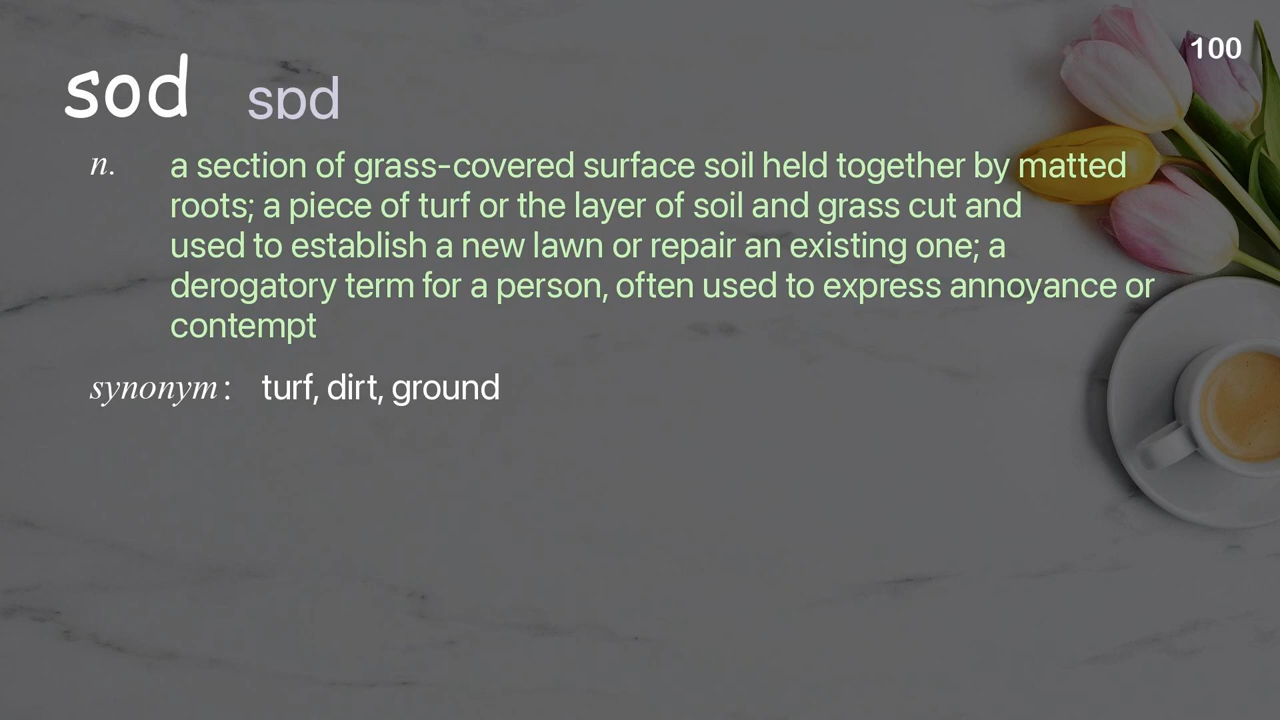 100
sod sɒd
n. a section of grass-covered surface soil held together by matted
roots; a piece of turf or the layer of soil and grass cut and
used to establish a new lawn or repair an existing one; a
derogatory term for a person, often used to express annoyance or
contempt
synonym: turf, dirt, ground